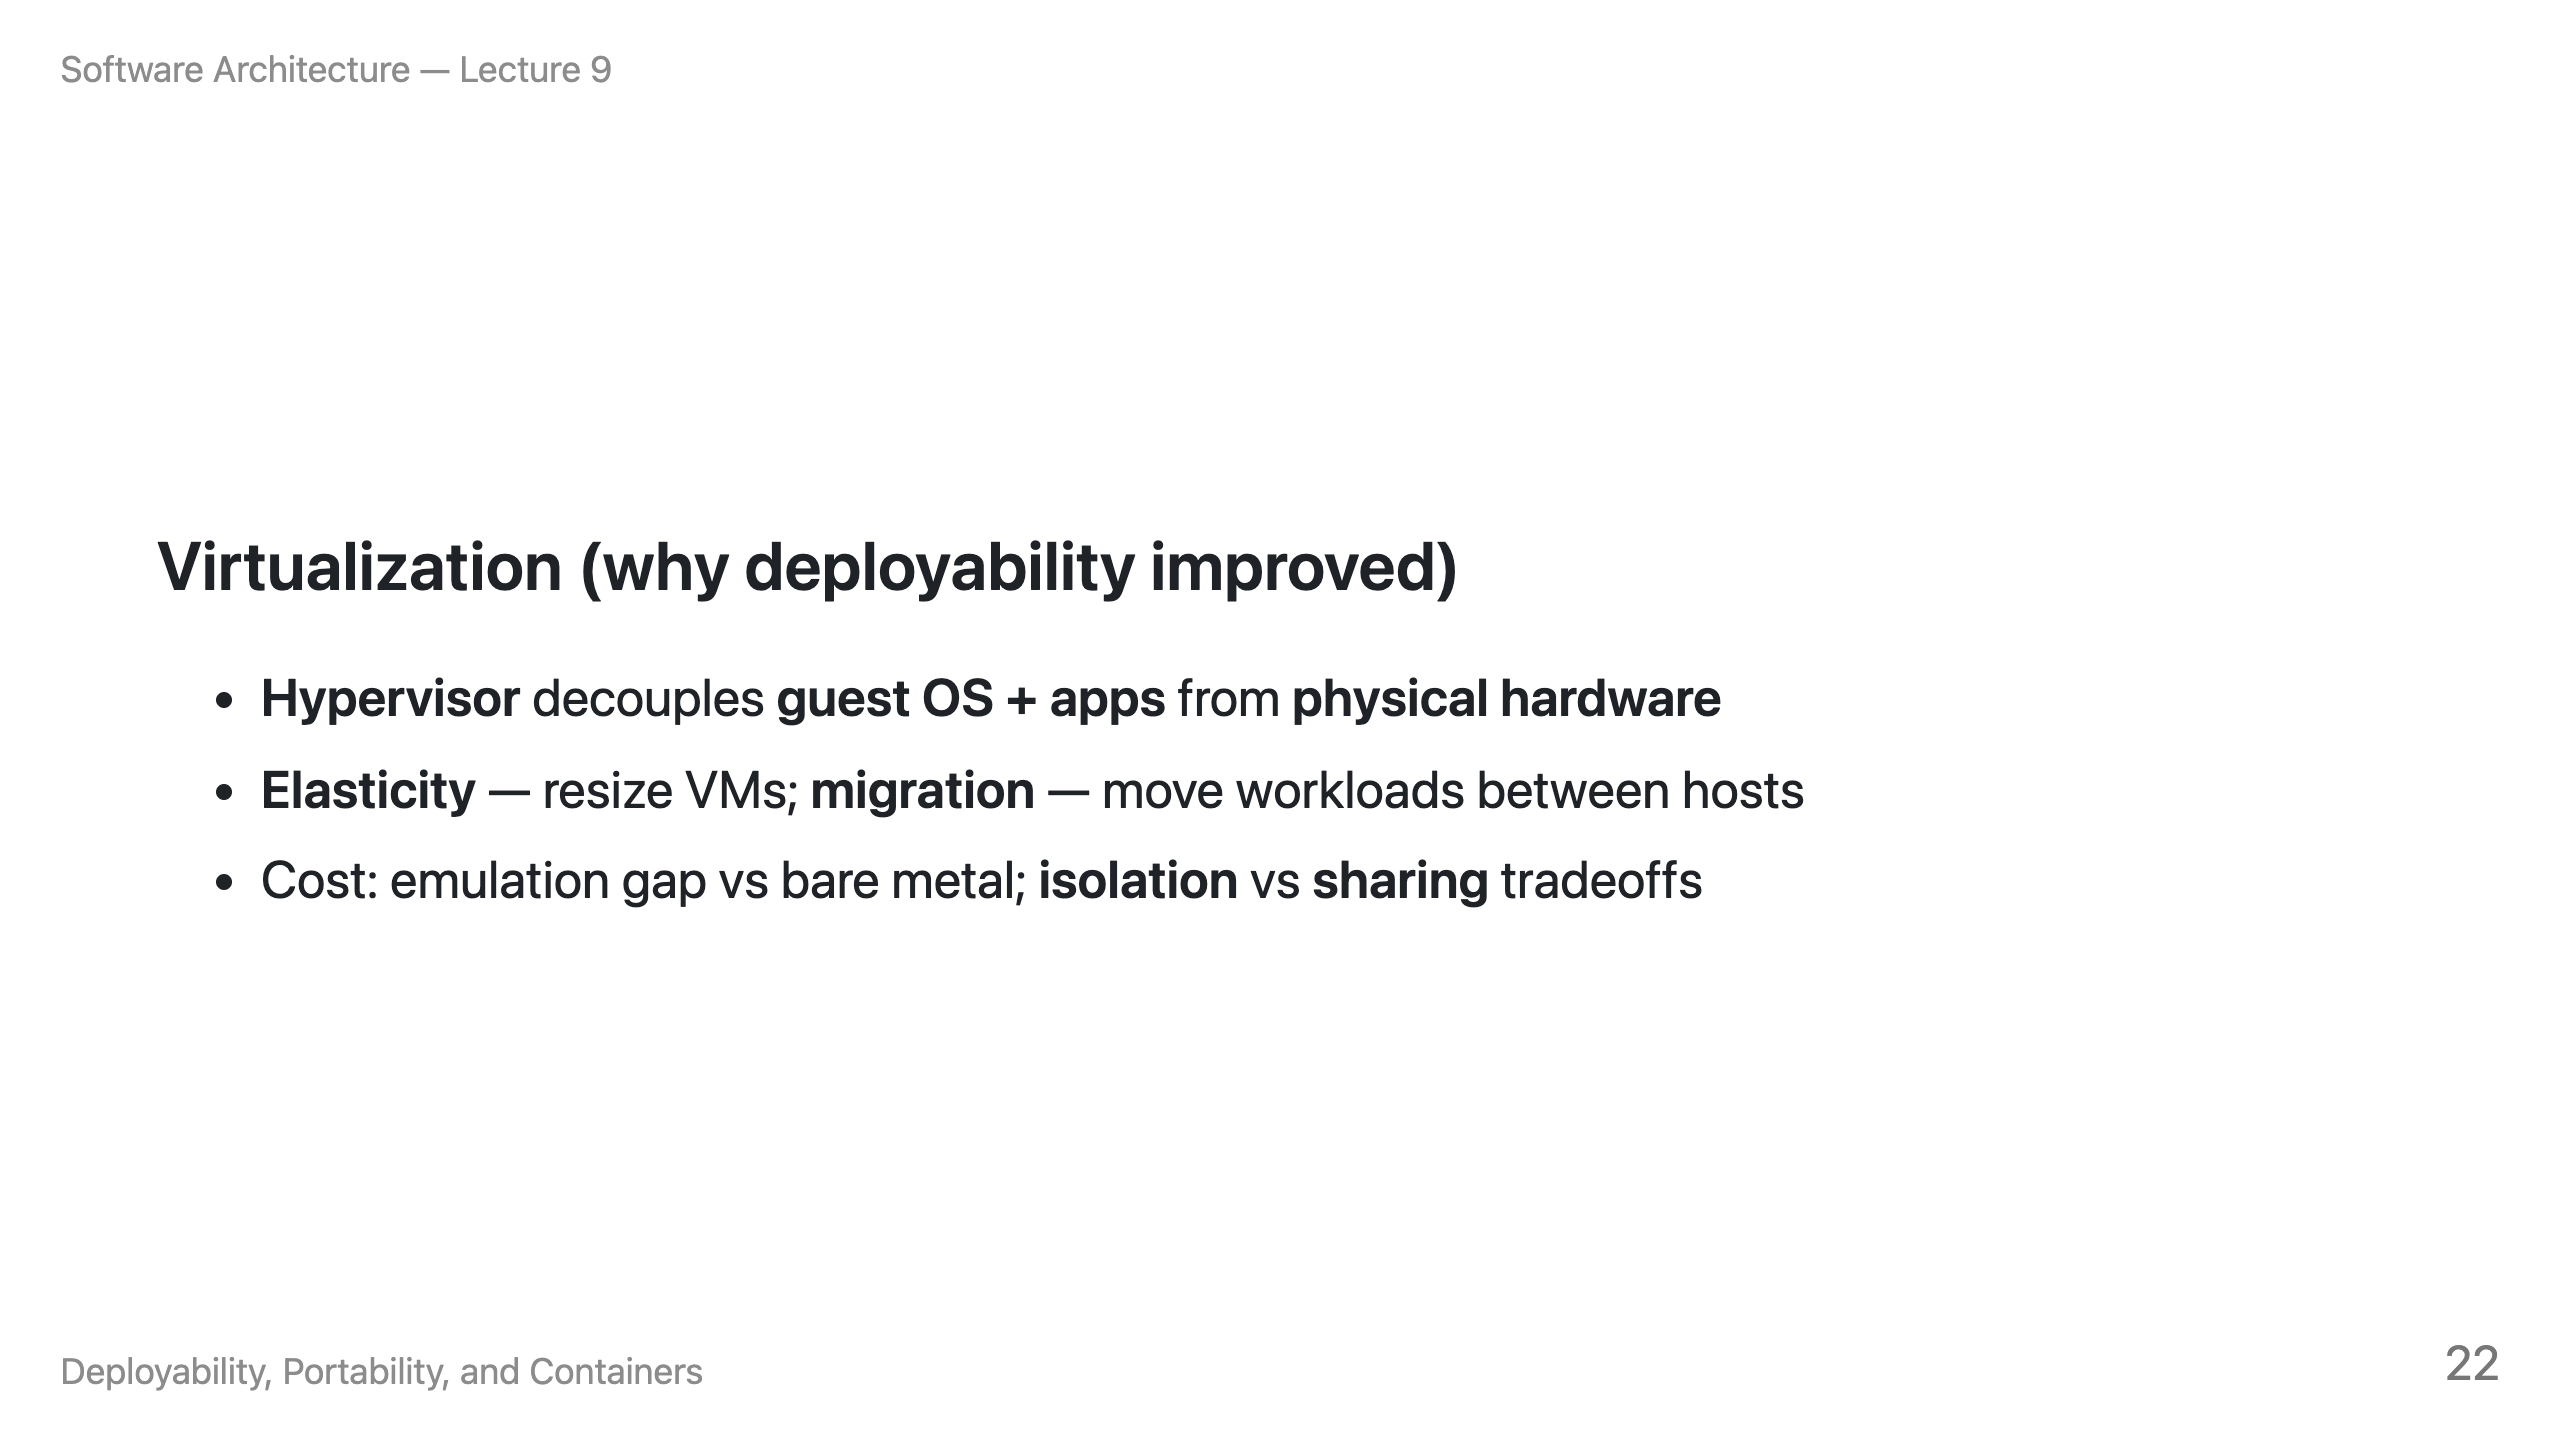 Software Architecture — Lecture 9
Virtualization (why deployability improved)
• Hypervisor decouples guest OS + apps from physical hardware
• Elasticity — resize VMs; migration — move workloads between hosts
• Cost: emulation gap vs bare metal; isolation vs sharing tradeoffs
Deployability, Portability, and Containers
22